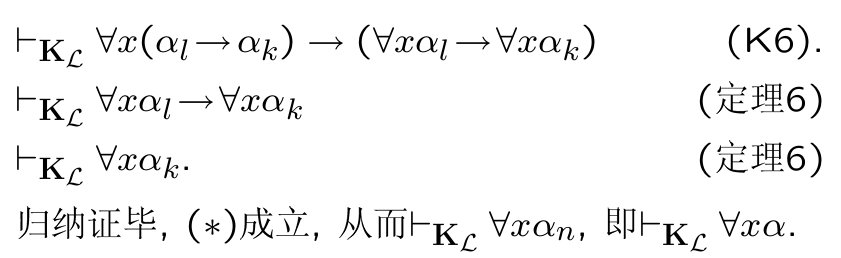 ⊢_{K_ℒ} ∀x(α_l→α_k) → (∀xα_l→∀xα_k) (K6).
⊢_{K_ℒ} ∀xα_l→∀xα_k (定理6)
⊢_{K_ℒ} ∀xα_k. (定理6)
归纳证毕, (∗)成立, 从而⊢_{K_ℒ} ∀xα_n, 即⊢_{K_ℒ} ∀xα.